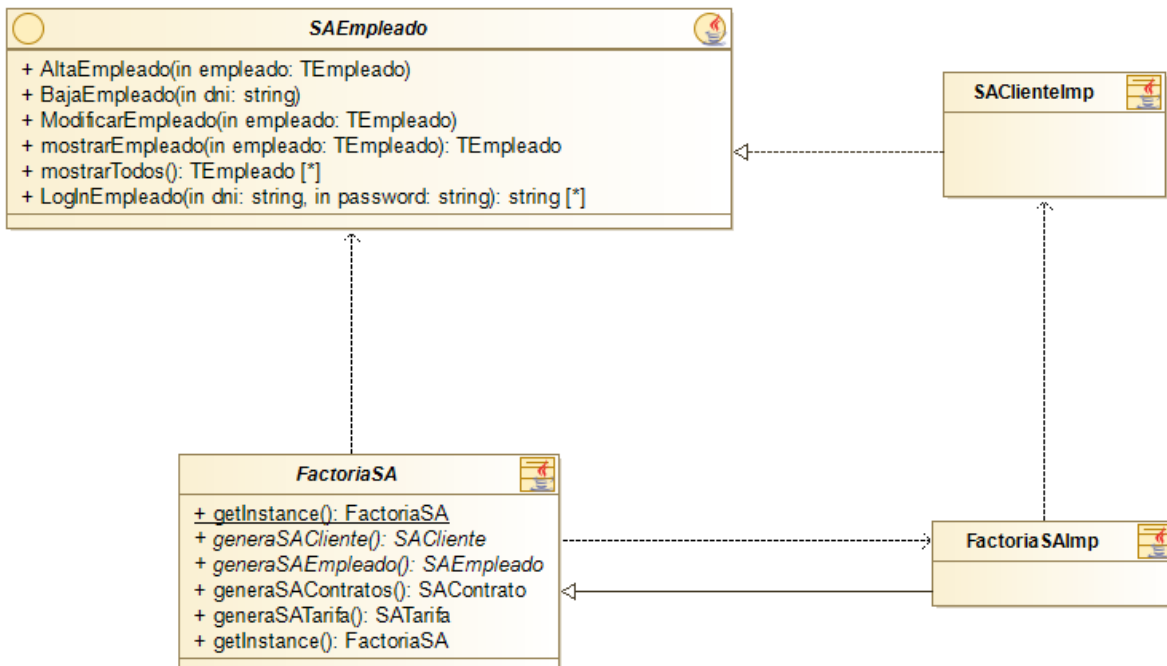 SAEmpleado
+ AltaEmpleado(in empleado: TEmpleado)
+ BajaEmpleado(in dni: string)
+ ModificarEmpleado(in empleado: TEmpleado)
+ mostrarEmpleado(in empleado: TEmpleado): TEmpleado
+ mostrarTodos(): TEmpleado [*]
+ LogInEmpleado(in dni: string, in password: string): string [*]
SAClienteImp
FactoriaSA
+ getInstance(): FactoriaSA
+ generaSACliente(): SACliente
+ generaSAEmpleado(): SAEmpleado
+ generaSAContratos(): SAContrato
+ generaSATarifa(): SATarifa
+ getInstance(): FactoriaSA
FactoriaSAImp